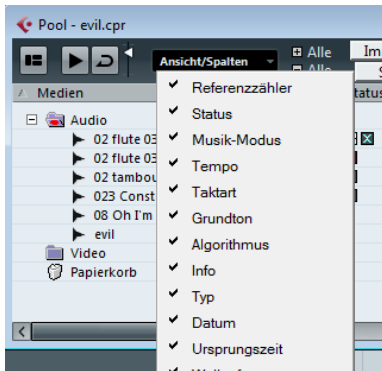 Pool - evil.cpr
Ansicht/Spalten
Alle
Im
Alle
Medien
tatus
Referenzzähler
Status
Musik-Modus
Tempo
Taktart
Grundton
Algorithmus
Info
Typ
Datum
Ursprungszeit
Audio
02 flute 03
02 flute 03
02 tambou
023 Const
08 Oh I'm
evil
Video
Papierkorb